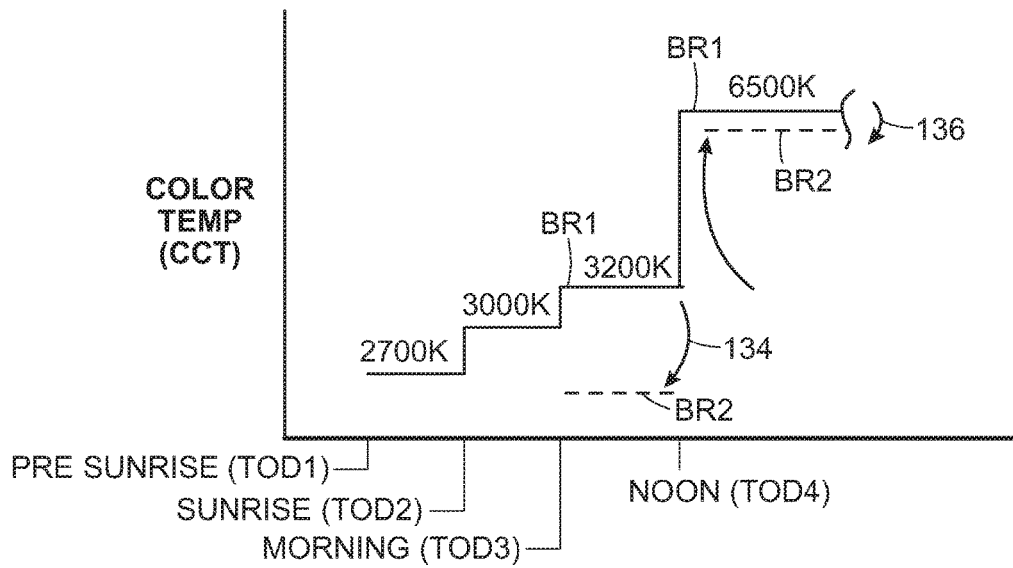 BR1
6500K
136
BR2
COLOR
TEMP
(CCT)
BR1
3200K
3000K
134
2700K
BR2
PRE SUNRISE (TOD1)
NOON (TOD4)
SUNRISE (TOD2)
MORNING (TOD3)